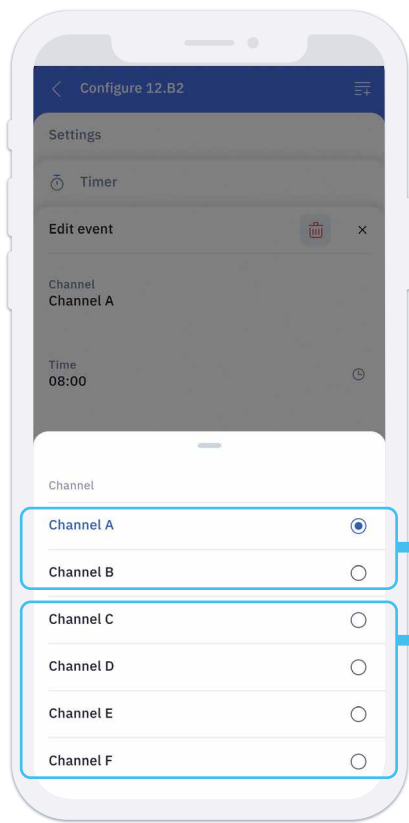 Configure 12.B2
Settings
Timer
Edit event
Channel
Channel A
Time
08:00
Channel
Channel A
Channel B
Channel C
Channel D
Channel E
Channel F